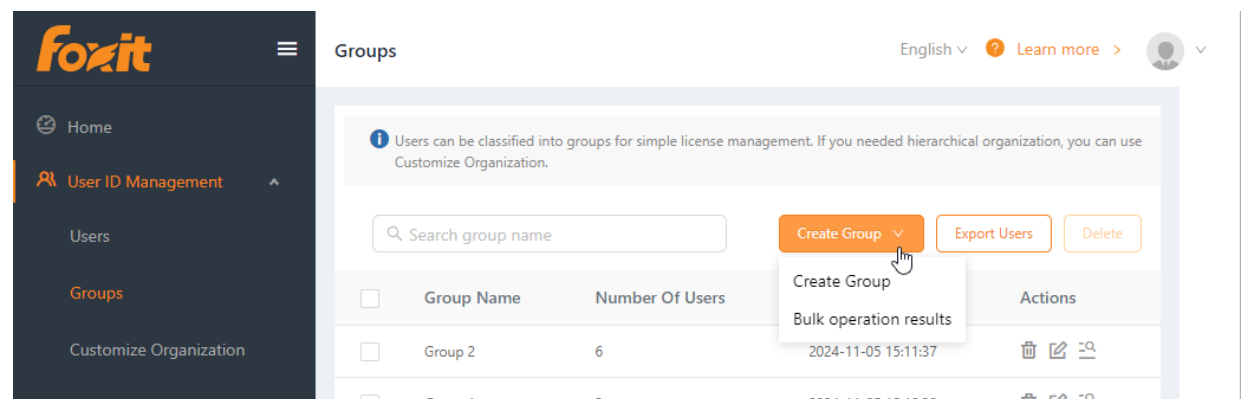 foxit
Groups
English
? Learn more >
Home
User ID Management
Users
Groups
Customize Organization
Users can be classified into groups for simple license management. If you needed hierarchical organization, you can use
Customize Organization.
Search group name
Create Group
Export Users
Delete
Create Group
Bulk operation results
Group Name
Number Of Users
Actions
Group 2
6
2024-11-05 15:11:37